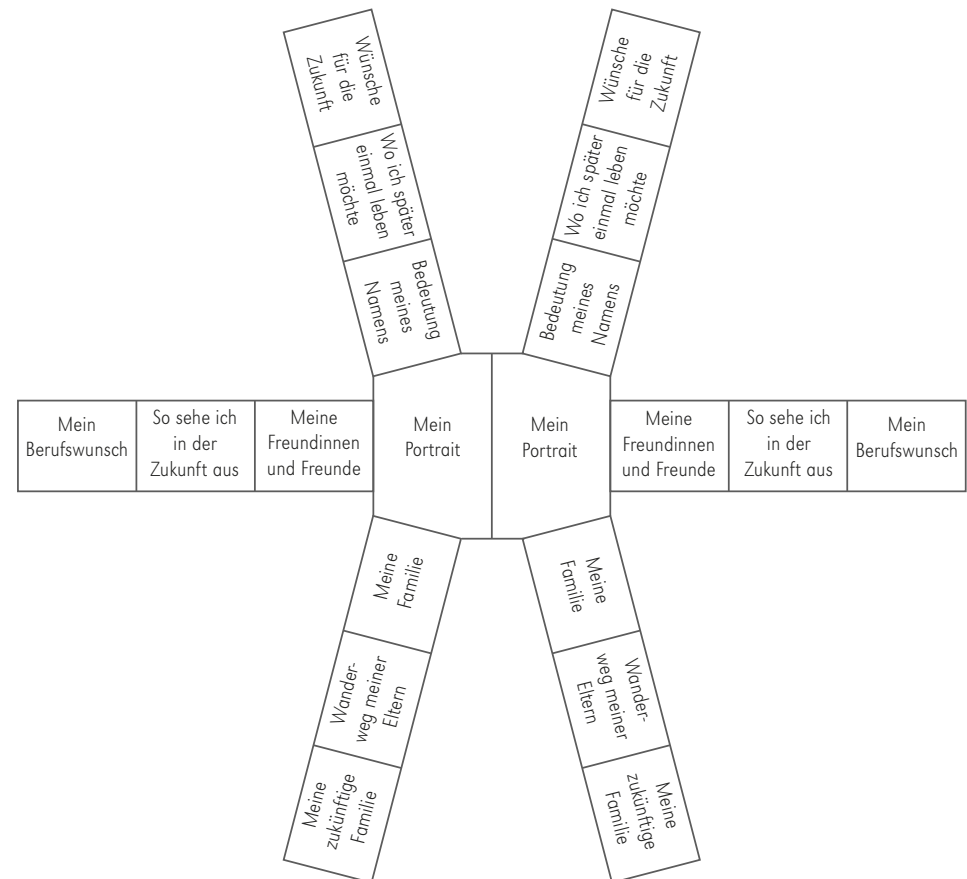 Wünsche
für die
Zukunft
Wo ich später
einmal leben
möchte
Bedeutung
meines
Namens
Wünsche
für die
Zukunft
Wo ich später
einmal leben
möchte
Bedeutung
meines
Namens
Mein
Berufswunsch
So sehe ich
in der
Zukunft aus
Meine
Freundinnen
und Freunde
Mein
Portrait
Mein
Portrait
Meine
Freundinnen
und Freunde
So sehe ich
in der
Zukunft aus
Mein
Berufswunsch
Meine
Familie
Wander-
weg meiner
Eltern
Meine
zukünftige
Familie
Meine
Familie
Wander-
weg meiner
Eltern
Meine
zukünftige
Familie